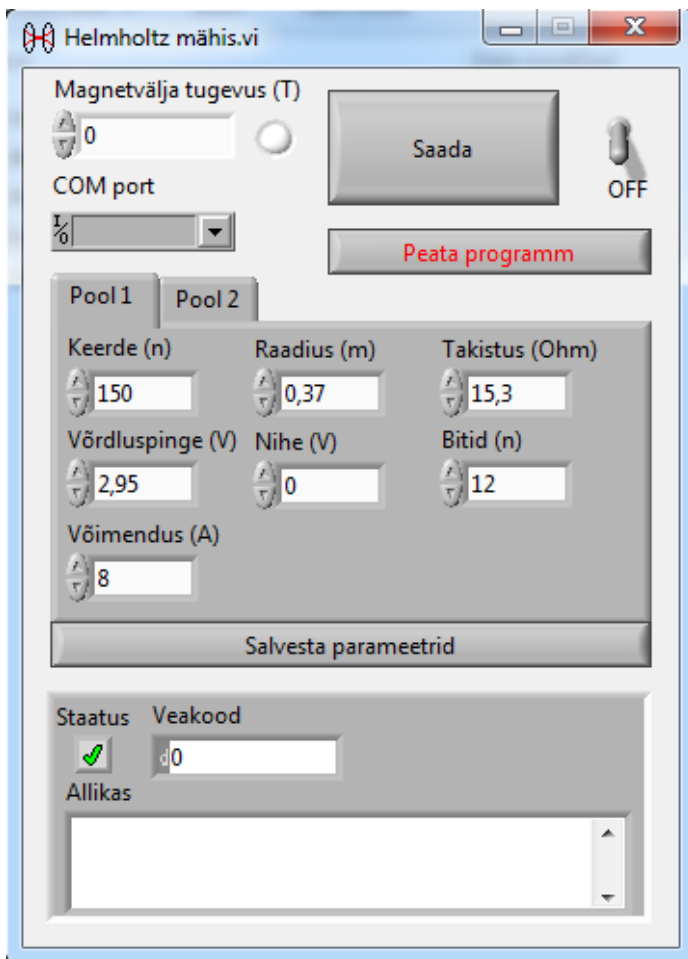 Helmholtz mähis.vi
Magnetvälja tugevus (T)
0
Saada
OFF
COM port
I/O
Peata programm
Pool 1
Pool 2
Keerde (n)
Raadius (m)
Takistus (Ohm)
150
0,37
15,3
Võrdluspinge (V)
Nihe (V)
Bitid (n)
2,95
0
12
Võimendus (A)
8
Salvesta parameetrid
Staatus
Veakood
d0
Allikas